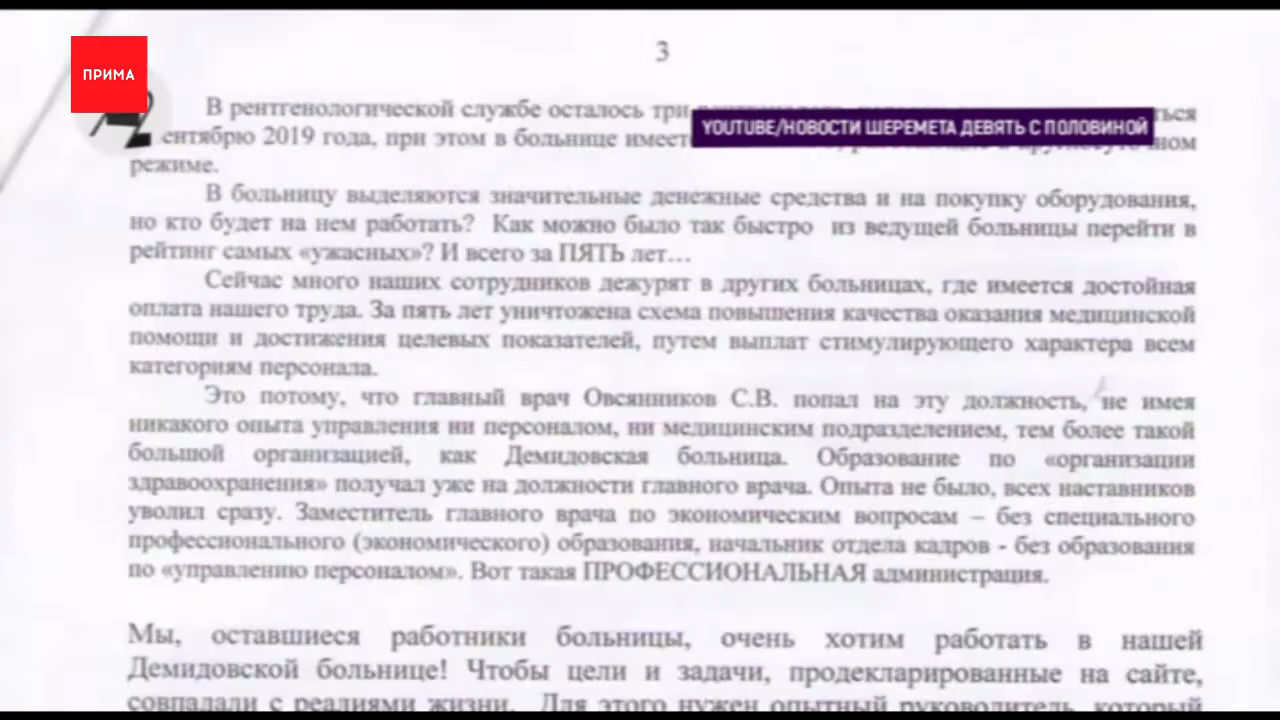 ПРИМА
3
В рентгенологической службе осталось три
YOUTUBE/НОВОСТИ ШЕРЕМЕТА ДЕВЯТЬ С ПОЛОВИНОЙ
ентябрю 2019 года, при этом в больнице имеет
режиме.
В больницу выделяются значительные денежные средства и на покупку оборудования,
но кто будет на нем работать? Как можно было так быстро из ведущей больницы перейти в
рейтинг самых «ужасных»? И всего за ПЯТЬ лет…
Сейчас много наших сотрудников дежурят в других больницах, где имеется достойная
оплата нашего труда. За пять лет уничтожена схема повышения качества оказания медицинской
помощи и достижения целевых показателей, путем выплат стимулирующего характера всем
категориям персонала.
Это потому, что главный врач Овсянников С.В. попал на эту должность, не имея
никакого опыта управления ни персоналом, ни медицинским подразделением, тем более такой
большой организацией, как Демидовская больница. Образование по «организации
здравоохранения» получал уже на должности главного врача. Опыта не было, всех наставников
уволил сразу. Заместитель главного врача по экономическим вопросам – без специального
профессионального (экономического) образования, начальник отдела кадров - без образования
по «управлению персоналом». Вот такая ПРОФЕССИОНАЛЬНАЯ администрация.
Мы, оставшиеся работники больницы, очень хотим работать в нашей
Демидовской больнице! Чтобы цели и задачи, продекларированные на сайте,
совпадали с реалиями жизни. Для этого нужен опытный руководитель, который